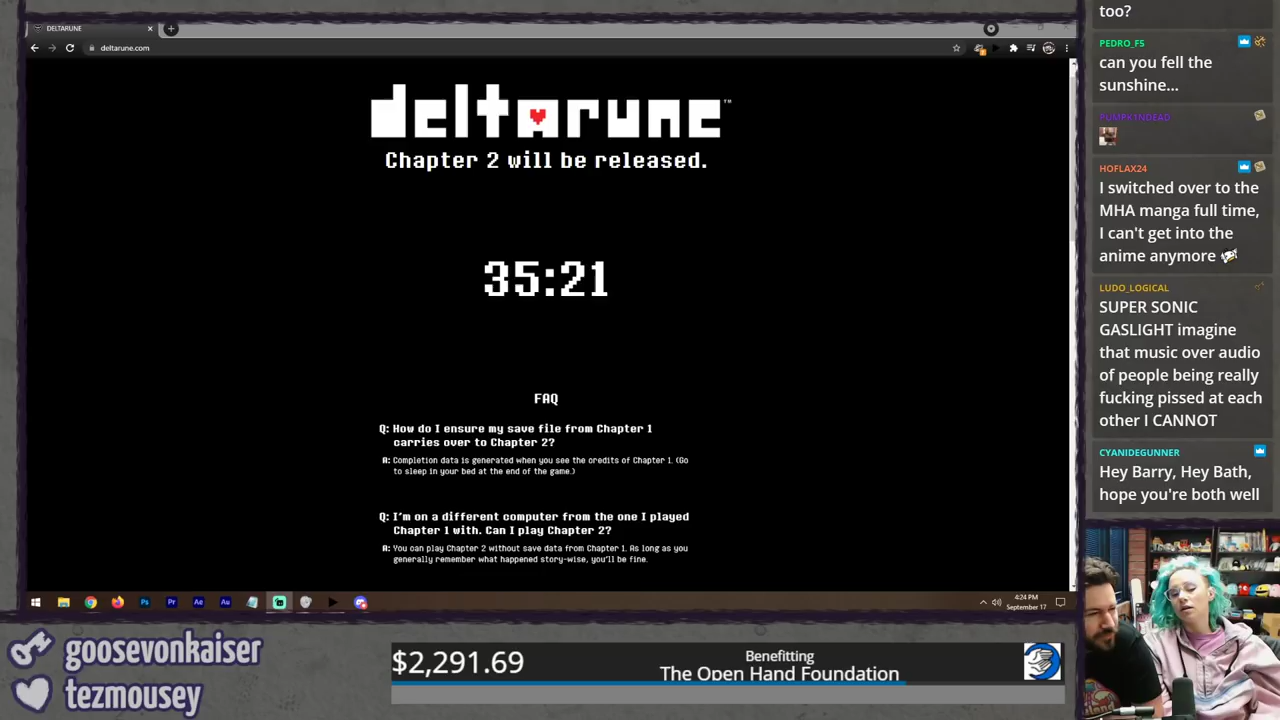 DELTARUNE
deltarune.com
deltarune™
Chapter 2 will be released.
35:21
FAQ
Q: How do I ensure my save file from Chapter 1
carries over to Chapter 2?
A: Completion data is generated when you see the credits of Chapter 1. (Go
to sleep in your bed at the end of the game.)
Q: I'm on a different computer from the one I played
Chapter 1 with. Can I play Chapter 2?
A: You can play Chapter 2 without save data from Chapter 1. As long as you
generally remember what happened story-wise, you'll be fine.
Ps
Pr
Ae
Au
4:24 PM
September 17
too?
PEDRO_F5
can you fell the
sunshine...
PUMPK1NDEAD
HOFLAX24
I switched over to the
MHA manga full time,
I can't get into the
anime anymore
LUDO_LOGICAL
SUPER SONIC
GASLIGHT imagine
that music over audio
of people being really
fucking pissed at each
other I CANNOT
CYANIDEGUNNER
Hey Barry, Hey Bath,
hope you're both well
goosevonkaiser
tezmousey
$2,291.69
Benefitting
The Open Hand Foundation